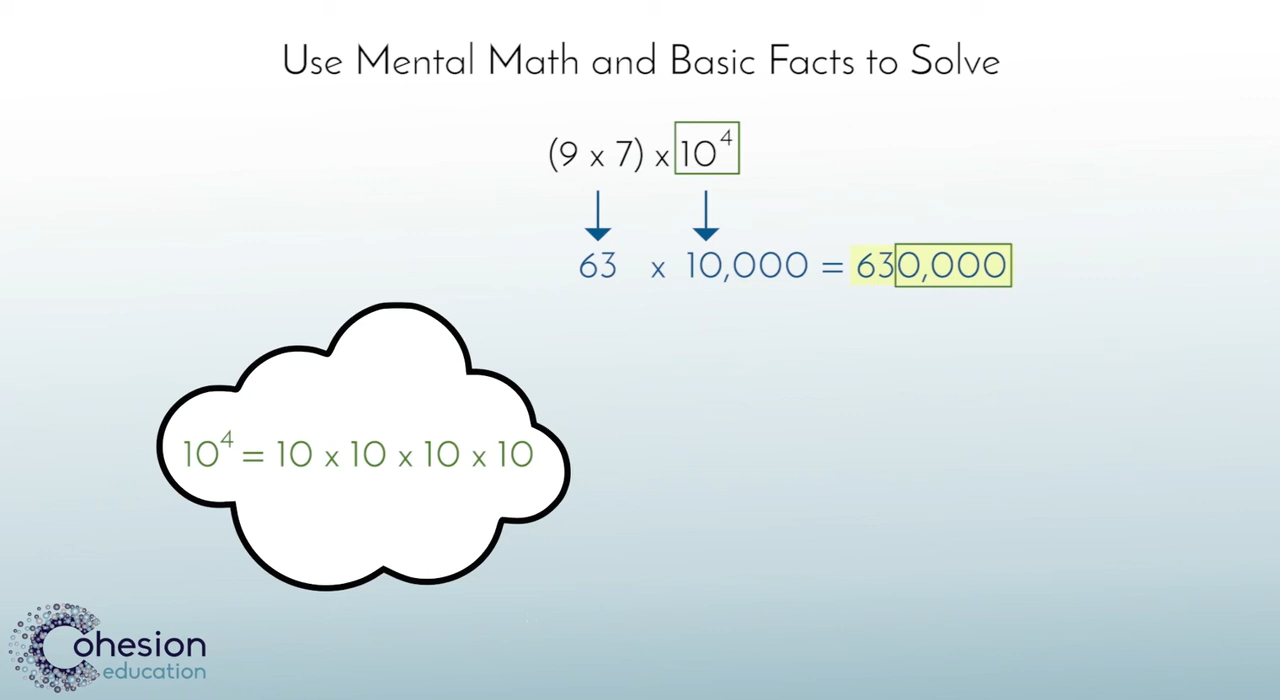 Use Mental Math and Basic Facts to Solve
(9 x 7) x 10⁴
63 x 10,000 = 630,000
10⁴ = 10 x 10 x 10 x 10
Cohesion
education